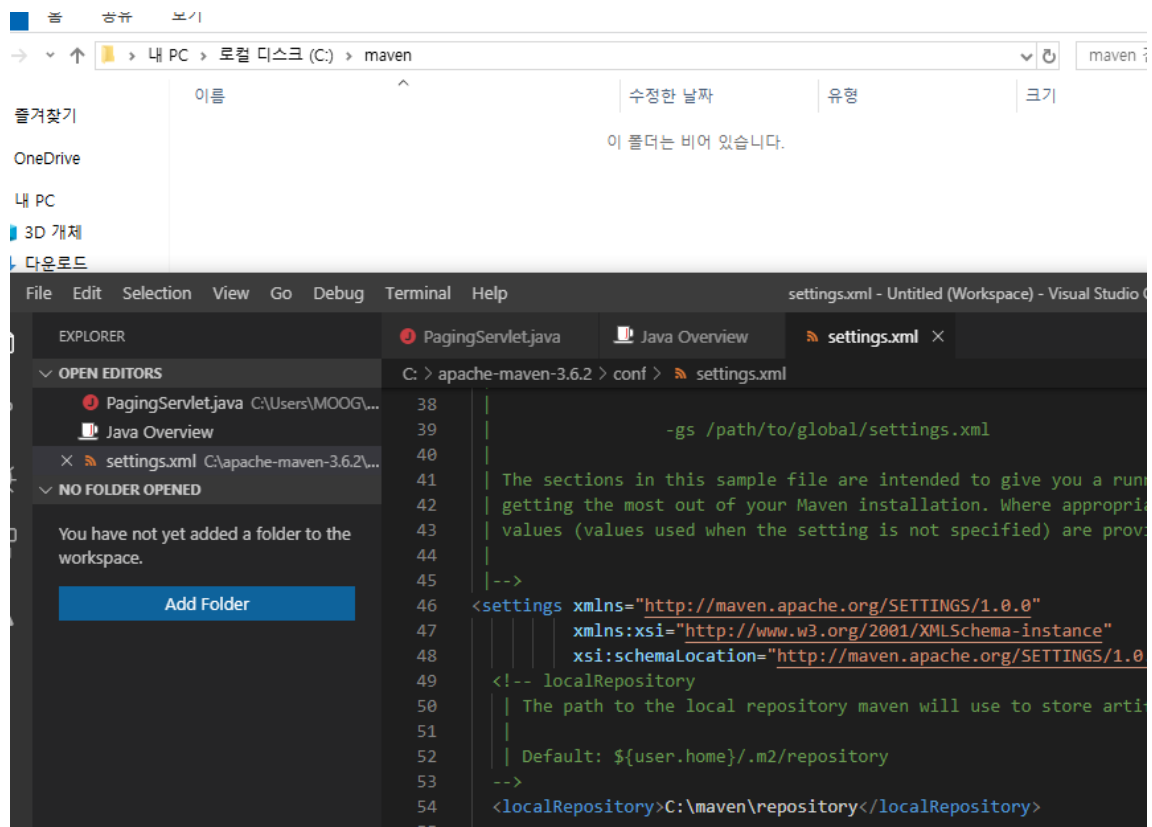 홈 공유 보기
내 PC > 로컬 디스크 (C:) > maven
maven
이름 수정한 날짜 유형 크기
즐겨찾기
이 폴더는 비어 있습니다.
OneDrive
내 PC
3D 개체
다운로드
File Edit Selection View Go Debug Terminal Help settings.xml - Untitled (Workspace) - Visual Studio
EXPLORER
PagingServlet.java Java Overview settings.xml ×
OPEN EDITORS
C: > apache-maven-3.6.2 > conf > settings.xml
PagingServlet.java C:\Users\MOOG\...
Java Overview
× settings.xml C:\apache-maven-3.6.2\...
NO FOLDER OPENED
You have not yet added a folder to the
workspace.
Add Folder
38 |
39 | -gs /path/to/global/settings.xml
40 |
41 | The sections in this sample file are intended to give you a runn
42 | getting the most out of your Maven installation. Where appropria
43 | values (values used when the setting is not specified) are provi
44 |
45 |-->
46 <settings xmlns="http://maven.apache.org/SETTINGS/1.0.0"
47 xmlns:xsi="http://www.w3.org/2001/XMLSchema-instance"
48 xsi:schemaLocation="http://maven.apache.org/SETTINGS/1.0
49 <!-- localRepository
50 | The path to the local repository maven will use to store arti
51 |
52 | Default: ${user.home}/.m2/repository
53 -->
54 <localRepository>C:\maven\repository</localRepository>